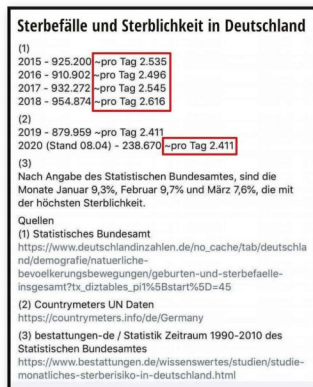 Sterbefälle und Sterblichkeit in Deutschland
(1)
2015 - 925.200 ~pro Tag 2.535
2016 - 910.902 ~pro Tag 2.496
2017 - 932.272 ~pro Tag 2.545
2018 - 954.874 ~pro Tag 2.616
(2)
2019 - 879.959 ~pro Tag 2.411
2020 (Stand 08.04) - 238.670 ~pro Tag 2.411
(3)
Nach Angabe des Statistischen Bundesamtes, sind die
Monate Januar 9,3%, Februar 9,7% und März 7,6%, die mit
der höchsten Sterblichkeit.
Quellen
(1) Statistisches Bundesamt
https://www.deutschlandinzahlen.de/no_cache/tab/deutschla
nd/demografie/natuerliche-
bevoelkerungsbewegungen/geburten-und-sterbefaelle-
insgesamt?tx_diztables_pi1%5Bstart%5D=45
(2) Countrymeters UN Daten
https://countrymeters.info/de/Germany
(3) bestattungen-de / Statistik Zeitraum 1990-2010 des
Statistischen Bundesamtes
https://www.bestattungen.de/wissenswertes/studien/studie-
monatliches-sterberisiko-in-deutschland.html